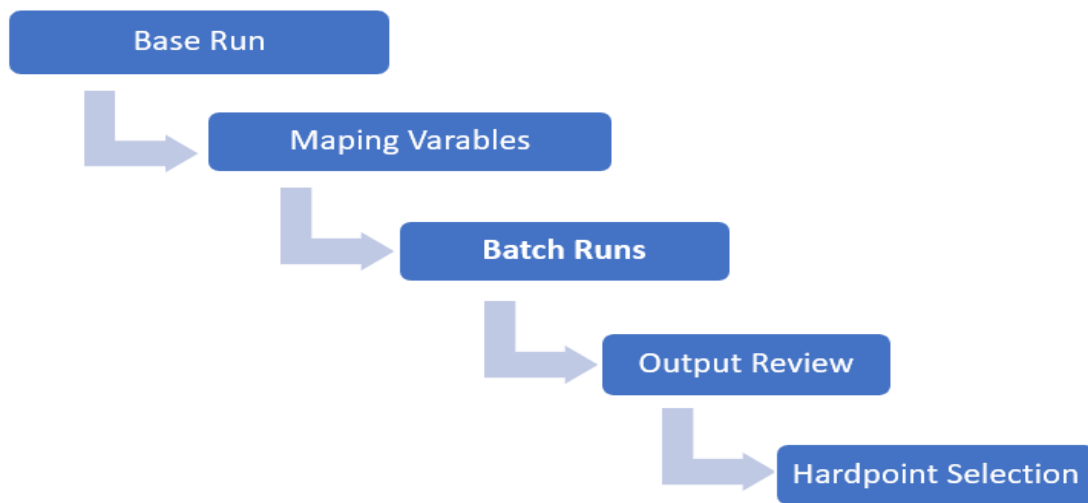 Base Run
Maping Varables
Batch Runs
Output Review
Hardpoint Selection